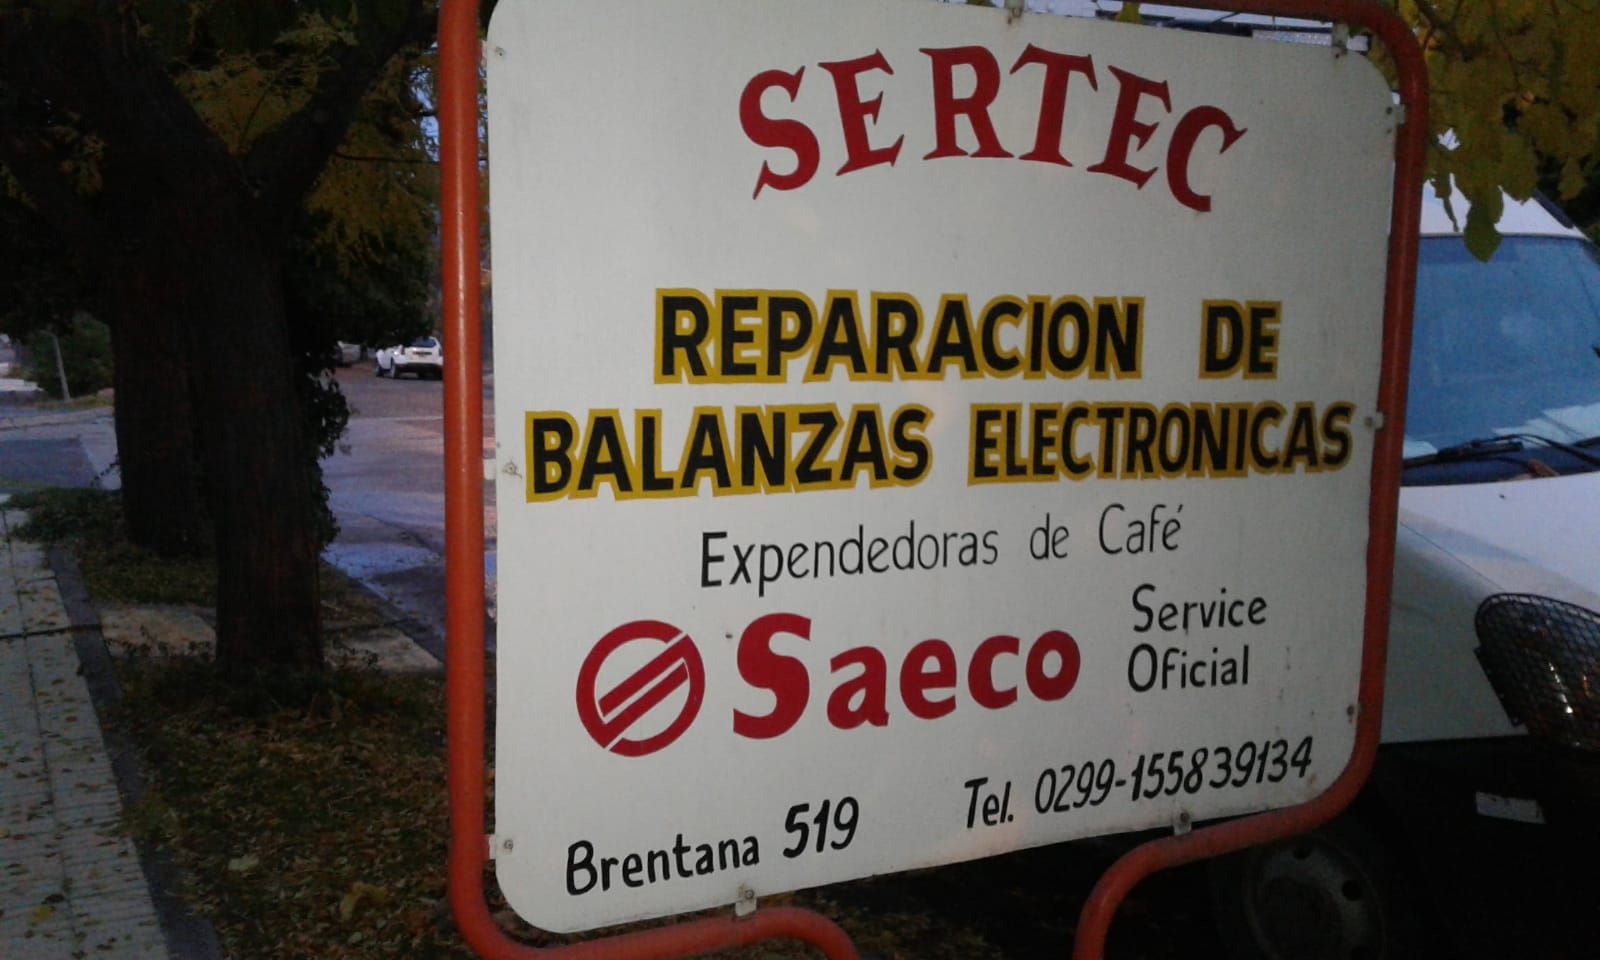 SERTEC
REPARACION DE
BALANZAS ELECTRONICAS
Expendedoras de Café
Saeco Service Oficial
Brentana 519 Tel. 0299-155839134